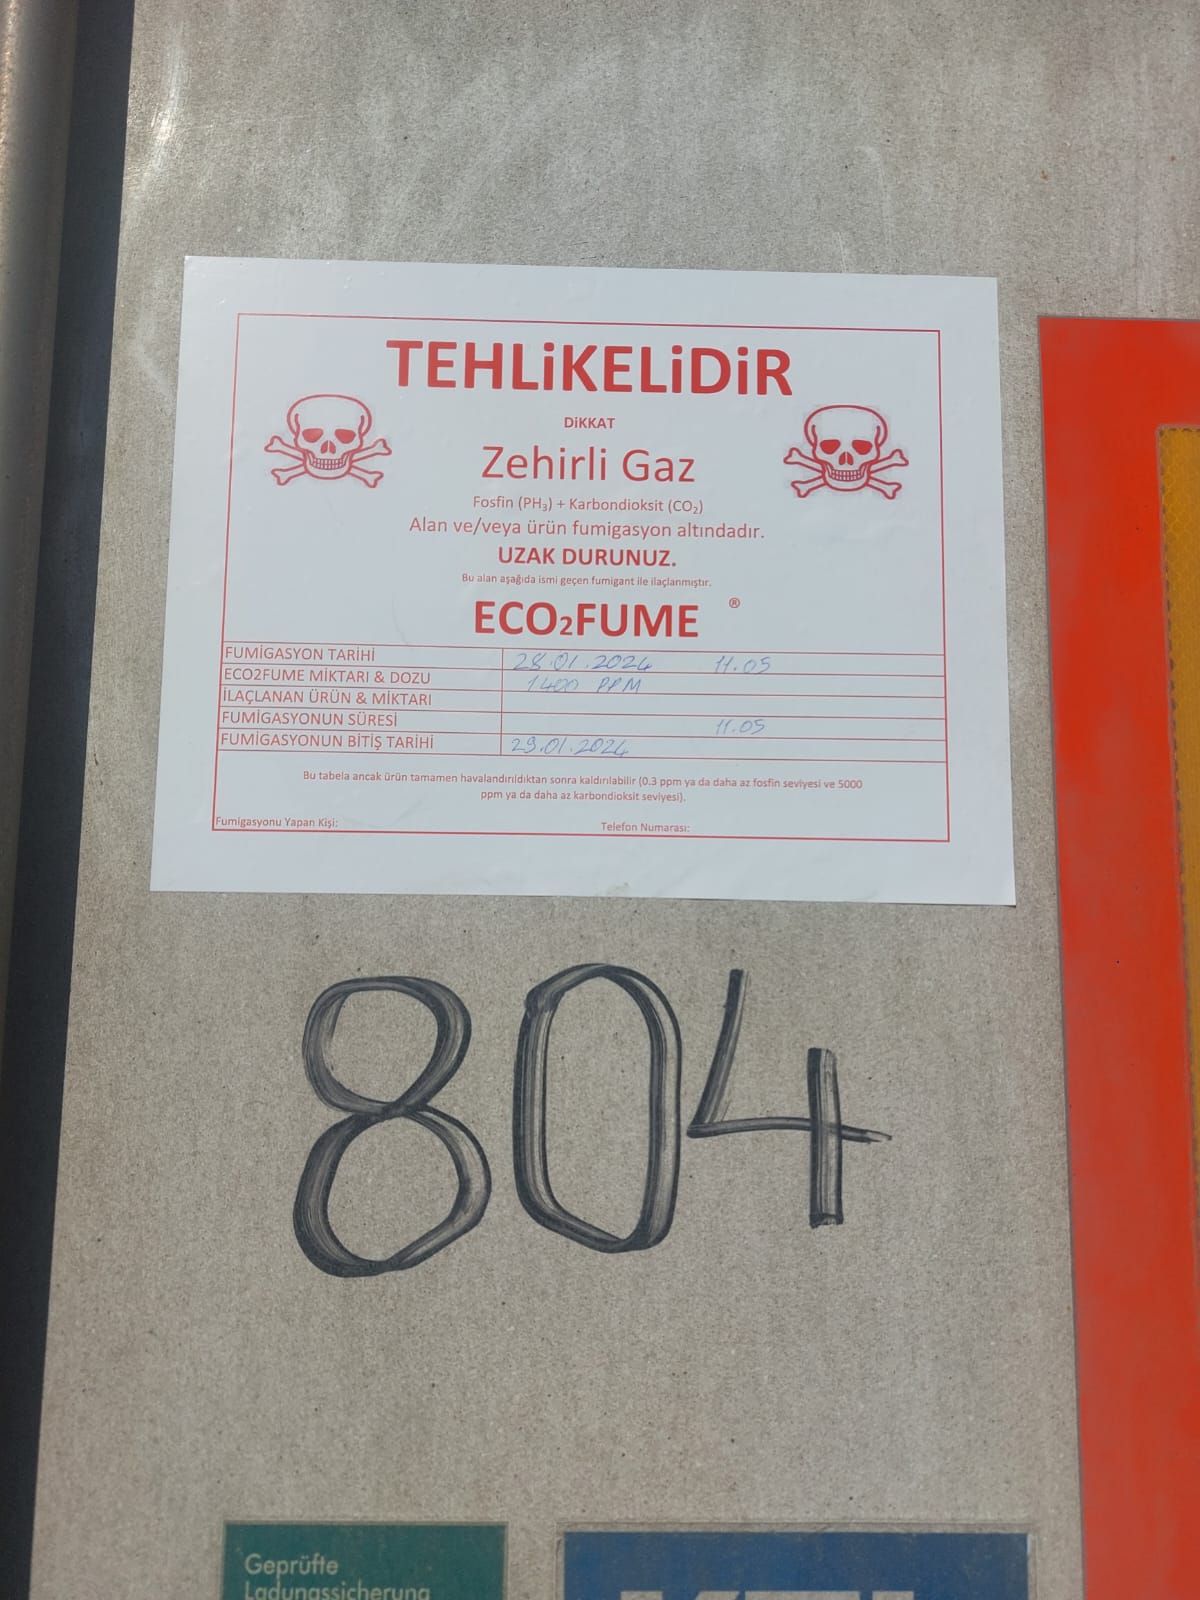 TEHLiKELiDiR
DiKKAT
Zehirli Gaz
Fosfin (PH₃) + Karbondioksit (CO₂)
Alan ve/veya ürün fumigasyon altındadır.
UZAK DURUNUZ.
Bu alan aşağıda ismi geçen fumigant ile ilaçlanmıştır.
ECO₂FUME ®
FUMİGASYON TARİHİ 28.01.2024 11.05
ECO2FUME MİKTARI & DOZU 1400 PPM
İLAÇLANAN ÜRÜN & MİKTARI
FUMİGASYONUN SÜRESİ 11.05
FUMİGASYONUN BİTİŞ TARİHİ 29.01.2024
Bu tabela ancak ürün tamamen havalandırıldıktan sonra kaldırılabilir (0.3 ppm ya da daha az fosfin seviyesi ve 5000
ppm ya da daha az karbondioksit seviyesi).
Fumigasyonu Yapan Kişi: Telefon Numarası:
804
Geprüfte
Ladungssicherung